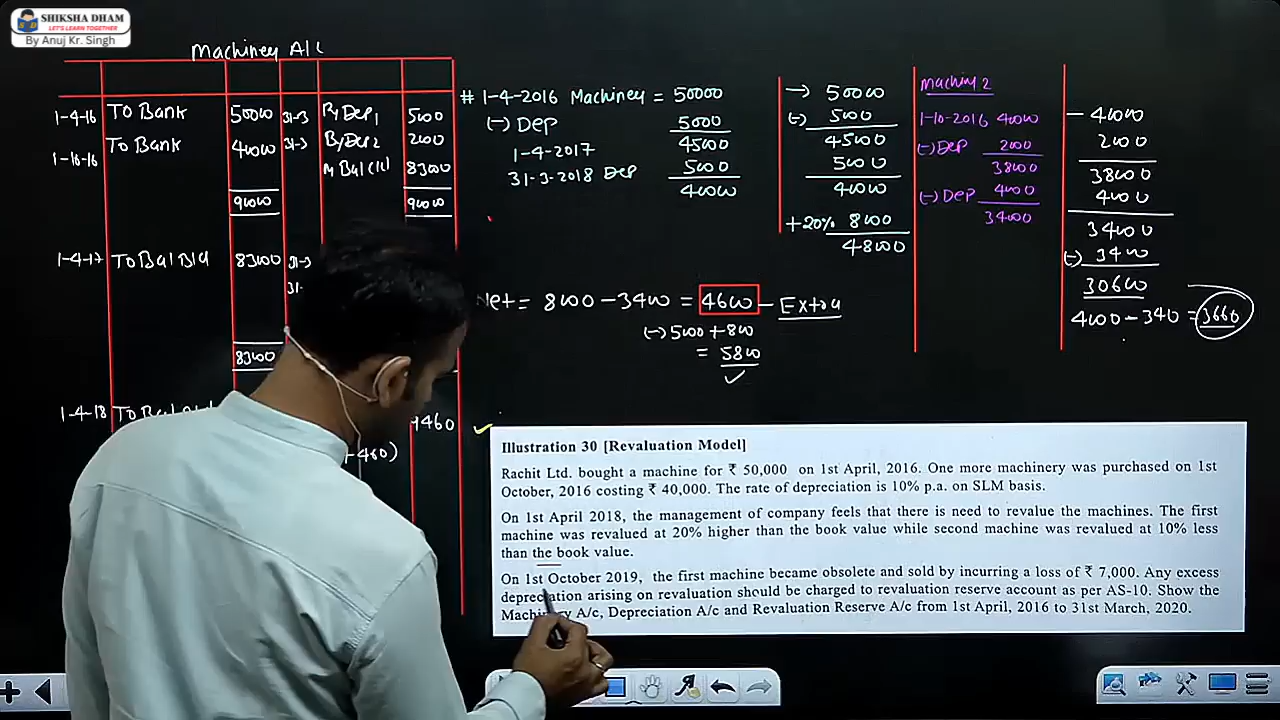 SHIKSHA DHAM
LET'S LEARN TOGETHER
By Anuj Kr. Singh
Machiney A/C
1-4-16 To Bank 50000 31-3 By Dep1 5000
1-10-16 To Bank 40000 31-3 By Dep2 2000
Bal c/d 83000
90000 90000
1-4-17 To Bal B/d 83000 31-3
31-
83000
1-4-18 To Bal
460
460)
# 1-4-2016 Machiney = 50000
(-) Dep 5000
1-4-2017 45000
31-3-2018 Dep 5000
40000
→ 50000
(-) 5000
45000
5000
40000
+20% 8000
48000
Machiny 2
1-10-2016 40000
(-) Dep 2000
38000
(-) Dep 4000
34000
— 40000
2000
38000
4000
34000
(-) 3400
30600
4000 - 340 = 3660
Net = 8000 - 3400 = 4600 — Extra
(-) 5000 + 800
= 5800
Illustration 30 [Revaluation Model]
Rachit Ltd. bought a machine for ₹ 50,000 on 1st April, 2016. One more machinery was purchased on 1st
October, 2016 costing ₹ 40,000. The rate of depreciation is 10% p.a. on SLM basis.
On 1st April 2018, the management of company feels that there is need to revalue the machines. The first
machine was revalued at 20% higher than the book value while second machine was revalued at 10% less
than the book value.
On 1st October 2019, the first machine became obsolete and sold by incurring a loss of ₹ 7,000. Any excess
depreciation arising on revaluation should be charged to revaluation reserve account as per AS-10. Show the
Machinery A/c, Depreciation A/c and Revaluation Reserve A/c from 1st April, 2016 to 31st March, 2020.